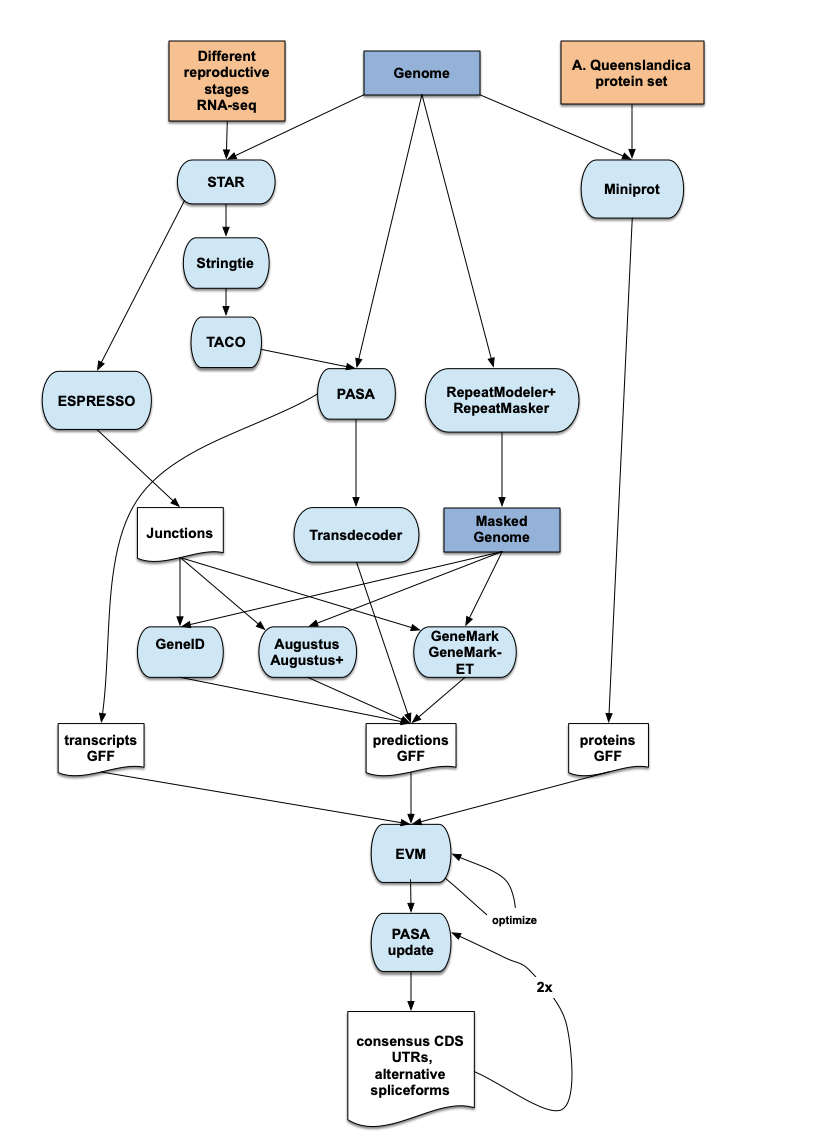 Different
reproductive
stages
RNA-seq
Genome
A. Queenslandica
protein set
STAR
Miniprot
Stringtie
TACO
ESPRESSO
PASA
RepeatModeler+
RepeatMasker
Junctions
Transdecoder
Masked
Genome
GeneID
Augustus
Augustus+
GeneMark
GeneMark-
ET
transcripts
GFF
predictions
GFF
proteins
GFF
EVM
optimize
PASA
update
2x
consensus CDS
UTRs,
alternative
spliceforms